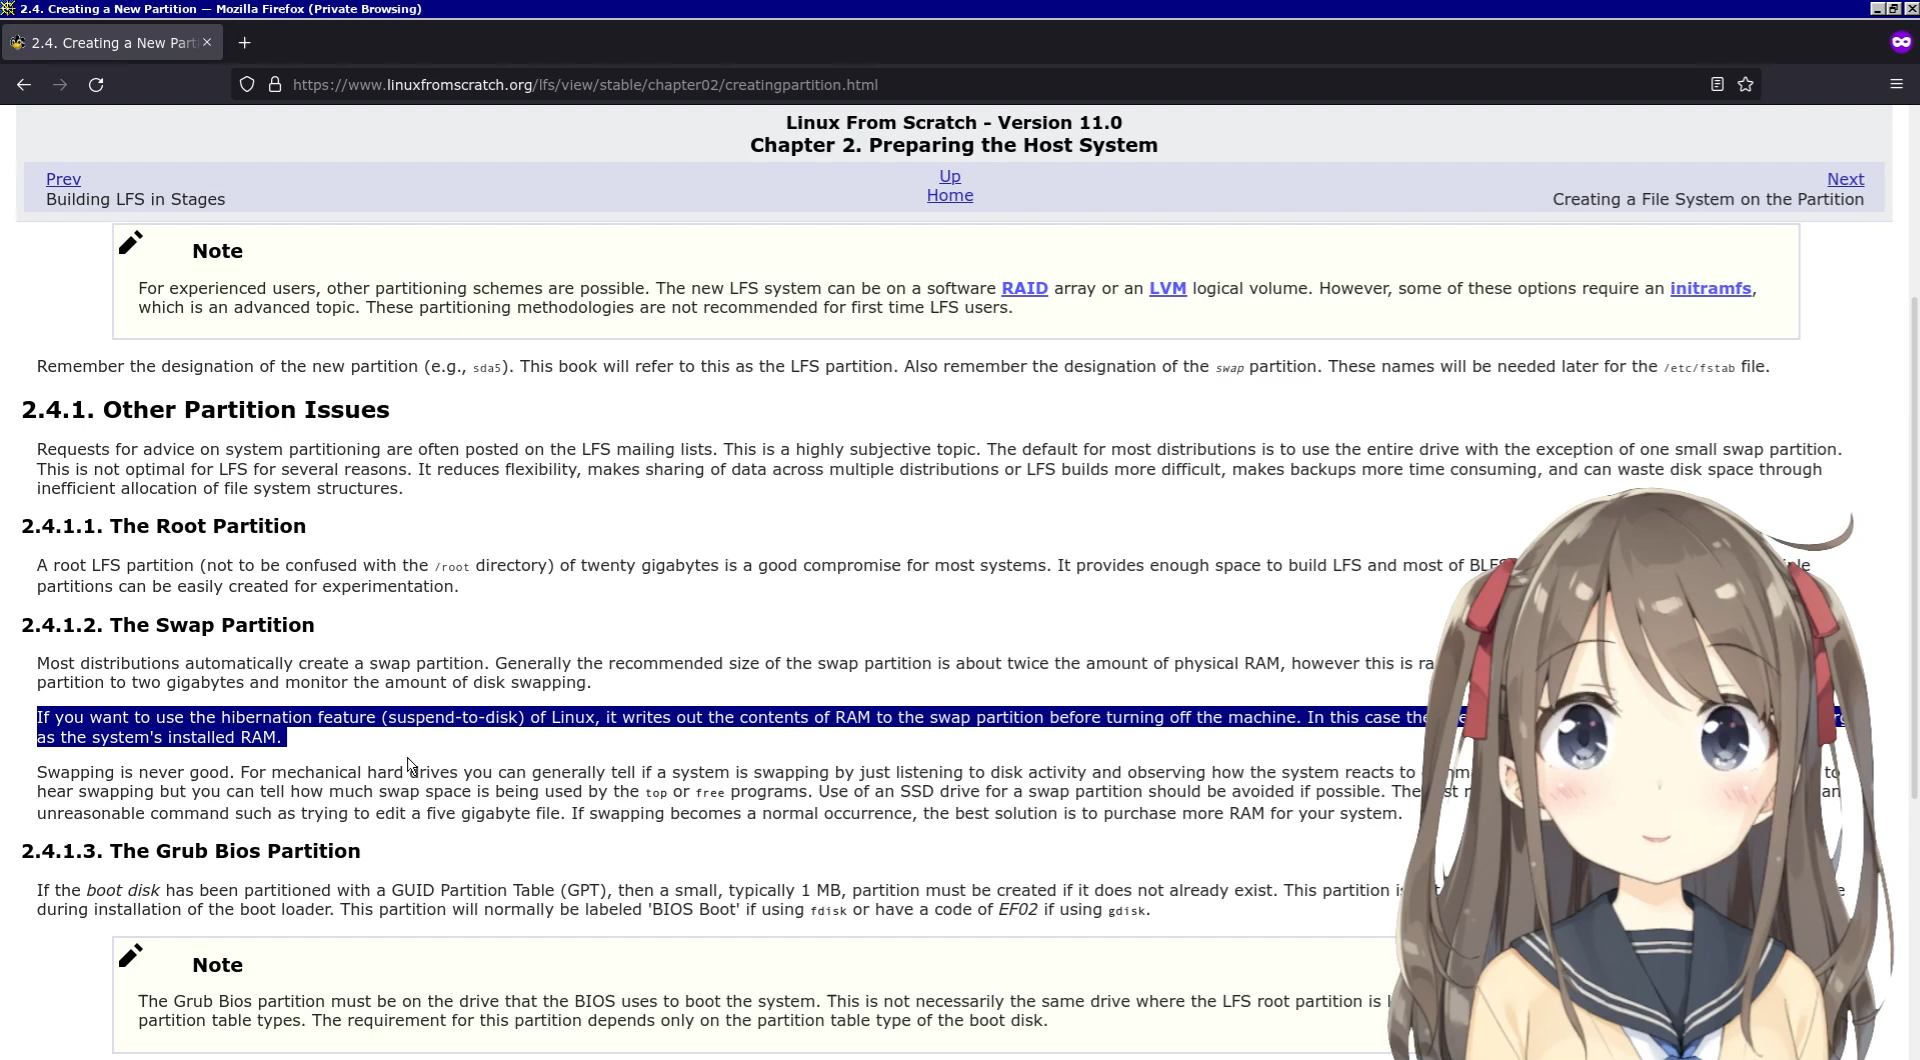 2.4. Creating a New Partition — Mozilla Firefox (Private Browsing)
2.4. Creating a New Parti
https://www.linuxfromscratch.org/lfs/view/stable/chapter02/creatingpartition.html
Linux From Scratch - Version 11.0
Chapter 2. Preparing the Host System
Prev
Up
Next
Building LFS in Stages
Home
Creating a File System on the Partition
Note
For experienced users, other partitioning schemes are possible. The new LFS system can be on a software RAID array or an LVM logical volume. However, some of these options require an initramfs,
which is an advanced topic. These partitioning methodologies are not recommended for first time LFS users.
Remember the designation of the new partition (e.g., sda5). This book will refer to this as the LFS partition. Also remember the designation of the swap partition. These names will be needed later for the /etc/fstab file.
2.4.1. Other Partition Issues
Requests for advice on system partitioning are often posted on the LFS mailing lists. This is a highly subjective topic. The default for most distributions is to use the entire drive with the exception of one small swap partition.
This is not optimal for LFS for several reasons. It reduces flexibility, makes sharing of data across multiple distributions or LFS builds more difficult, makes backups more time consuming, and can waste disk space through
inefficient allocation of file system structures.
2.4.1.1. The Root Partition
A root LFS partition (not to be confused with the /root directory) of twenty gigabytes is a good compromise for most systems. It provides enough space to build LFS and most of BLFS
partitions can be easily created for experimentation.
2.4.1.2. The Swap Partition
Most distributions automatically create a swap partition. Generally the recommended size of the swap partition is about twice the amount of physical RAM, however this is ra
partition to two gigabytes and monitor the amount of disk swapping.
If you want to use the hibernation feature (suspend-to-disk) of Linux, it writes out the contents of RAM to the swap partition before turning off the machine. In this case the
as the system's installed RAM.
Swapping is never good. For mechanical hard drives you can generally tell if a system is swapping by just listening to disk activity and observing how the system reacts to to
hear swapping but you can tell how much swap space is being used by the top or free programs. Use of an SSD drive for a swap partition should be avoided if possible. The an
unreasonable command such as trying to edit a five gigabyte file. If swapping becomes a normal occurrence, the best solution is to purchase more RAM for your system.
2.4.1.3. The Grub Bios Partition
If the boot disk has been partitioned with a GUID Partition Table (GPT), then a small, typically 1 MB, partition must be created if it does not already exist. This partition is
during installation of the boot loader. This partition will normally be labeled 'BIOS Boot' if using fdisk or have a code of EF02 if using gdisk.
Note
The Grub Bios partition must be on the drive that the BIOS uses to boot the system. This is not necessarily the same drive where the LFS root partition is
partition table types. The requirement for this partition depends only on the partition table type of the boot disk.